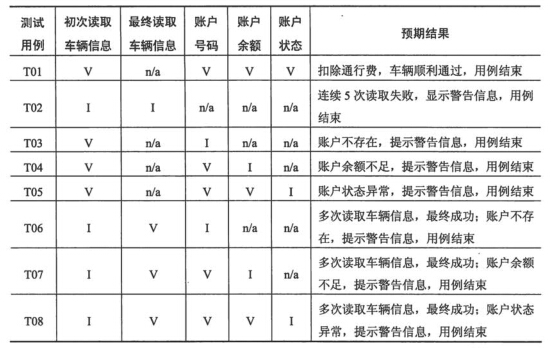 测试用例 初次读取车辆信息 最终读取车辆信息 账户号码 账户余额 账户状态 预期结果
T01 V n/a V V V 扣除通行费，车辆顺利通过，用例结束
T02 I I n/a n/a n/a 连续5次读取失败，显示警告信息，用例结束
T03 V n/a I n/a n/a 账户不存在，提示警告信息，用例结束
T04 V n/a V I n/a 账户余额不足，提示警告信息，用例结束
T05 V n/a V V I 账户状态异常，提示警告信息，用例结束
T06 I V I n/a n/a 多次读取车辆信息，最终成功；账户不存在，提示警告信息，用例结束
T07 I V V I n/a 多次读取车辆信息，最终成功；账户余额不足，提示警告信息，用例结束
T08 I V V V I 多次读取车辆信息，最终成功；账户状态异常，提示警告信息，用例结束